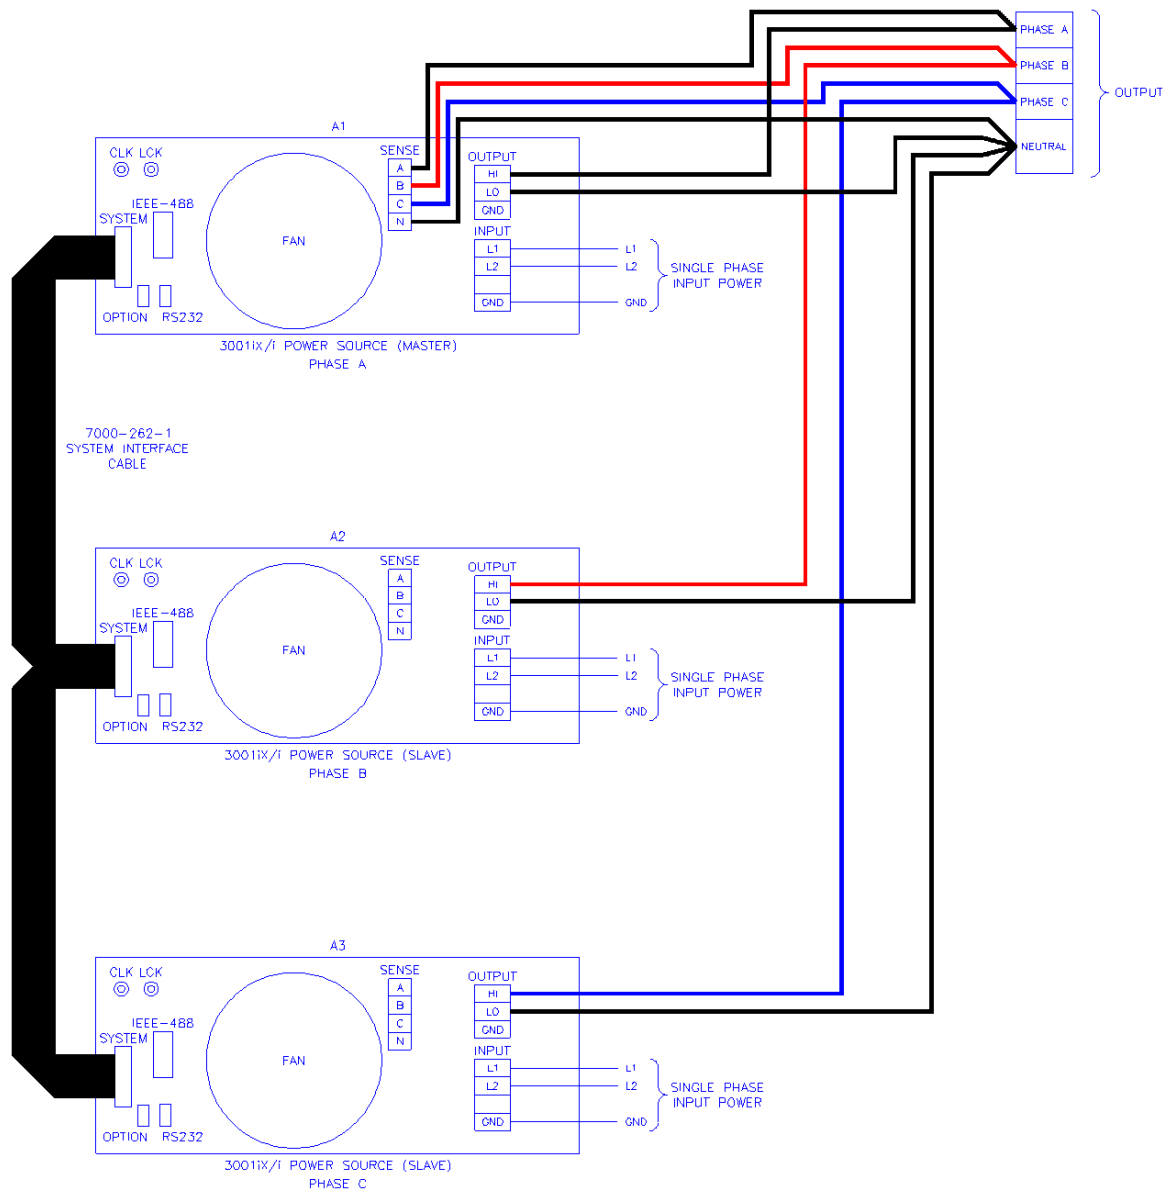 PHASE A
PHASE B
PHASE C
NEUTRAL
OUTPUT
A1
CLK LCK
SENSE
A
B
C
N
OUTPUT
HI
LO
GND
IEEE-488
SYSTEM
FAN
INPUT
L1
L2
GND
L1
L2
GND
SINGLE PHASE
INPUT POWER
OPTION RS232
3001iX/i POWER SOURCE (MASTER)
PHASE A
7000-262-1
SYSTEM INTERFACE
CABLE
A2
CLK LCK
SENSE
A
B
C
N
OUTPUT
HI
LO
GND
IEEE-488
SYSTEM
FAN
INPUT
L1
L2
GND
L1
L2
GND
SINGLE PHASE
INPUT POWER
OPTION RS232
3001iX/i POWER SOURCE (SLAVE)
PHASE B
A3
CLK LCK
SENSE
A
B
C
N
OUTPUT
HI
LO
GND
IEEE-488
SYSTEM
FAN
INPUT
L1
L2
GND
L1
L2
GND
SINGLE PHASE
INPUT POWER
OPTION RS232
3001iX/i POWER SOURCE (SLAVE)
PHASE C